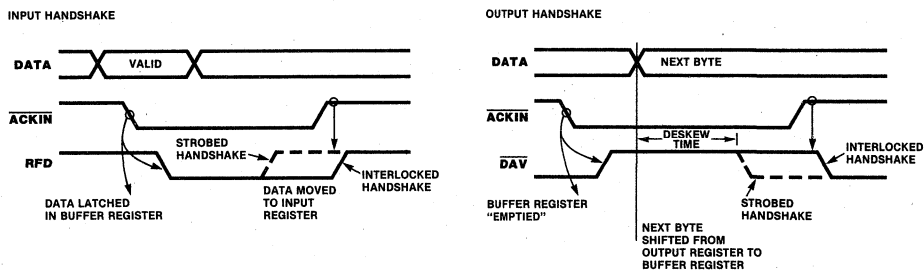 INPUT HANDSHAKE
DATA
VALID
ACKIN
RFD
STROBED
HANDSHAKE
INTERLOCKED
HANDSHAKE
DATA LATCHED
IN BUFFER REGISTER
DATA MOVED
TO INPUT
REGISTER
OUTPUT HANDSHAKE
DATA
NEXT BYTE
ACKIN
DESKEW
TIME
DAV
INTERLOCKED
HANDSHAKE
BUFFER REGISTER
"EMPTIED"
STROBED
HANDSHAKE
NEXT BYTE
SHIFTED FROM
OUTPUT REGISTER TO
BUFFER REGISTER